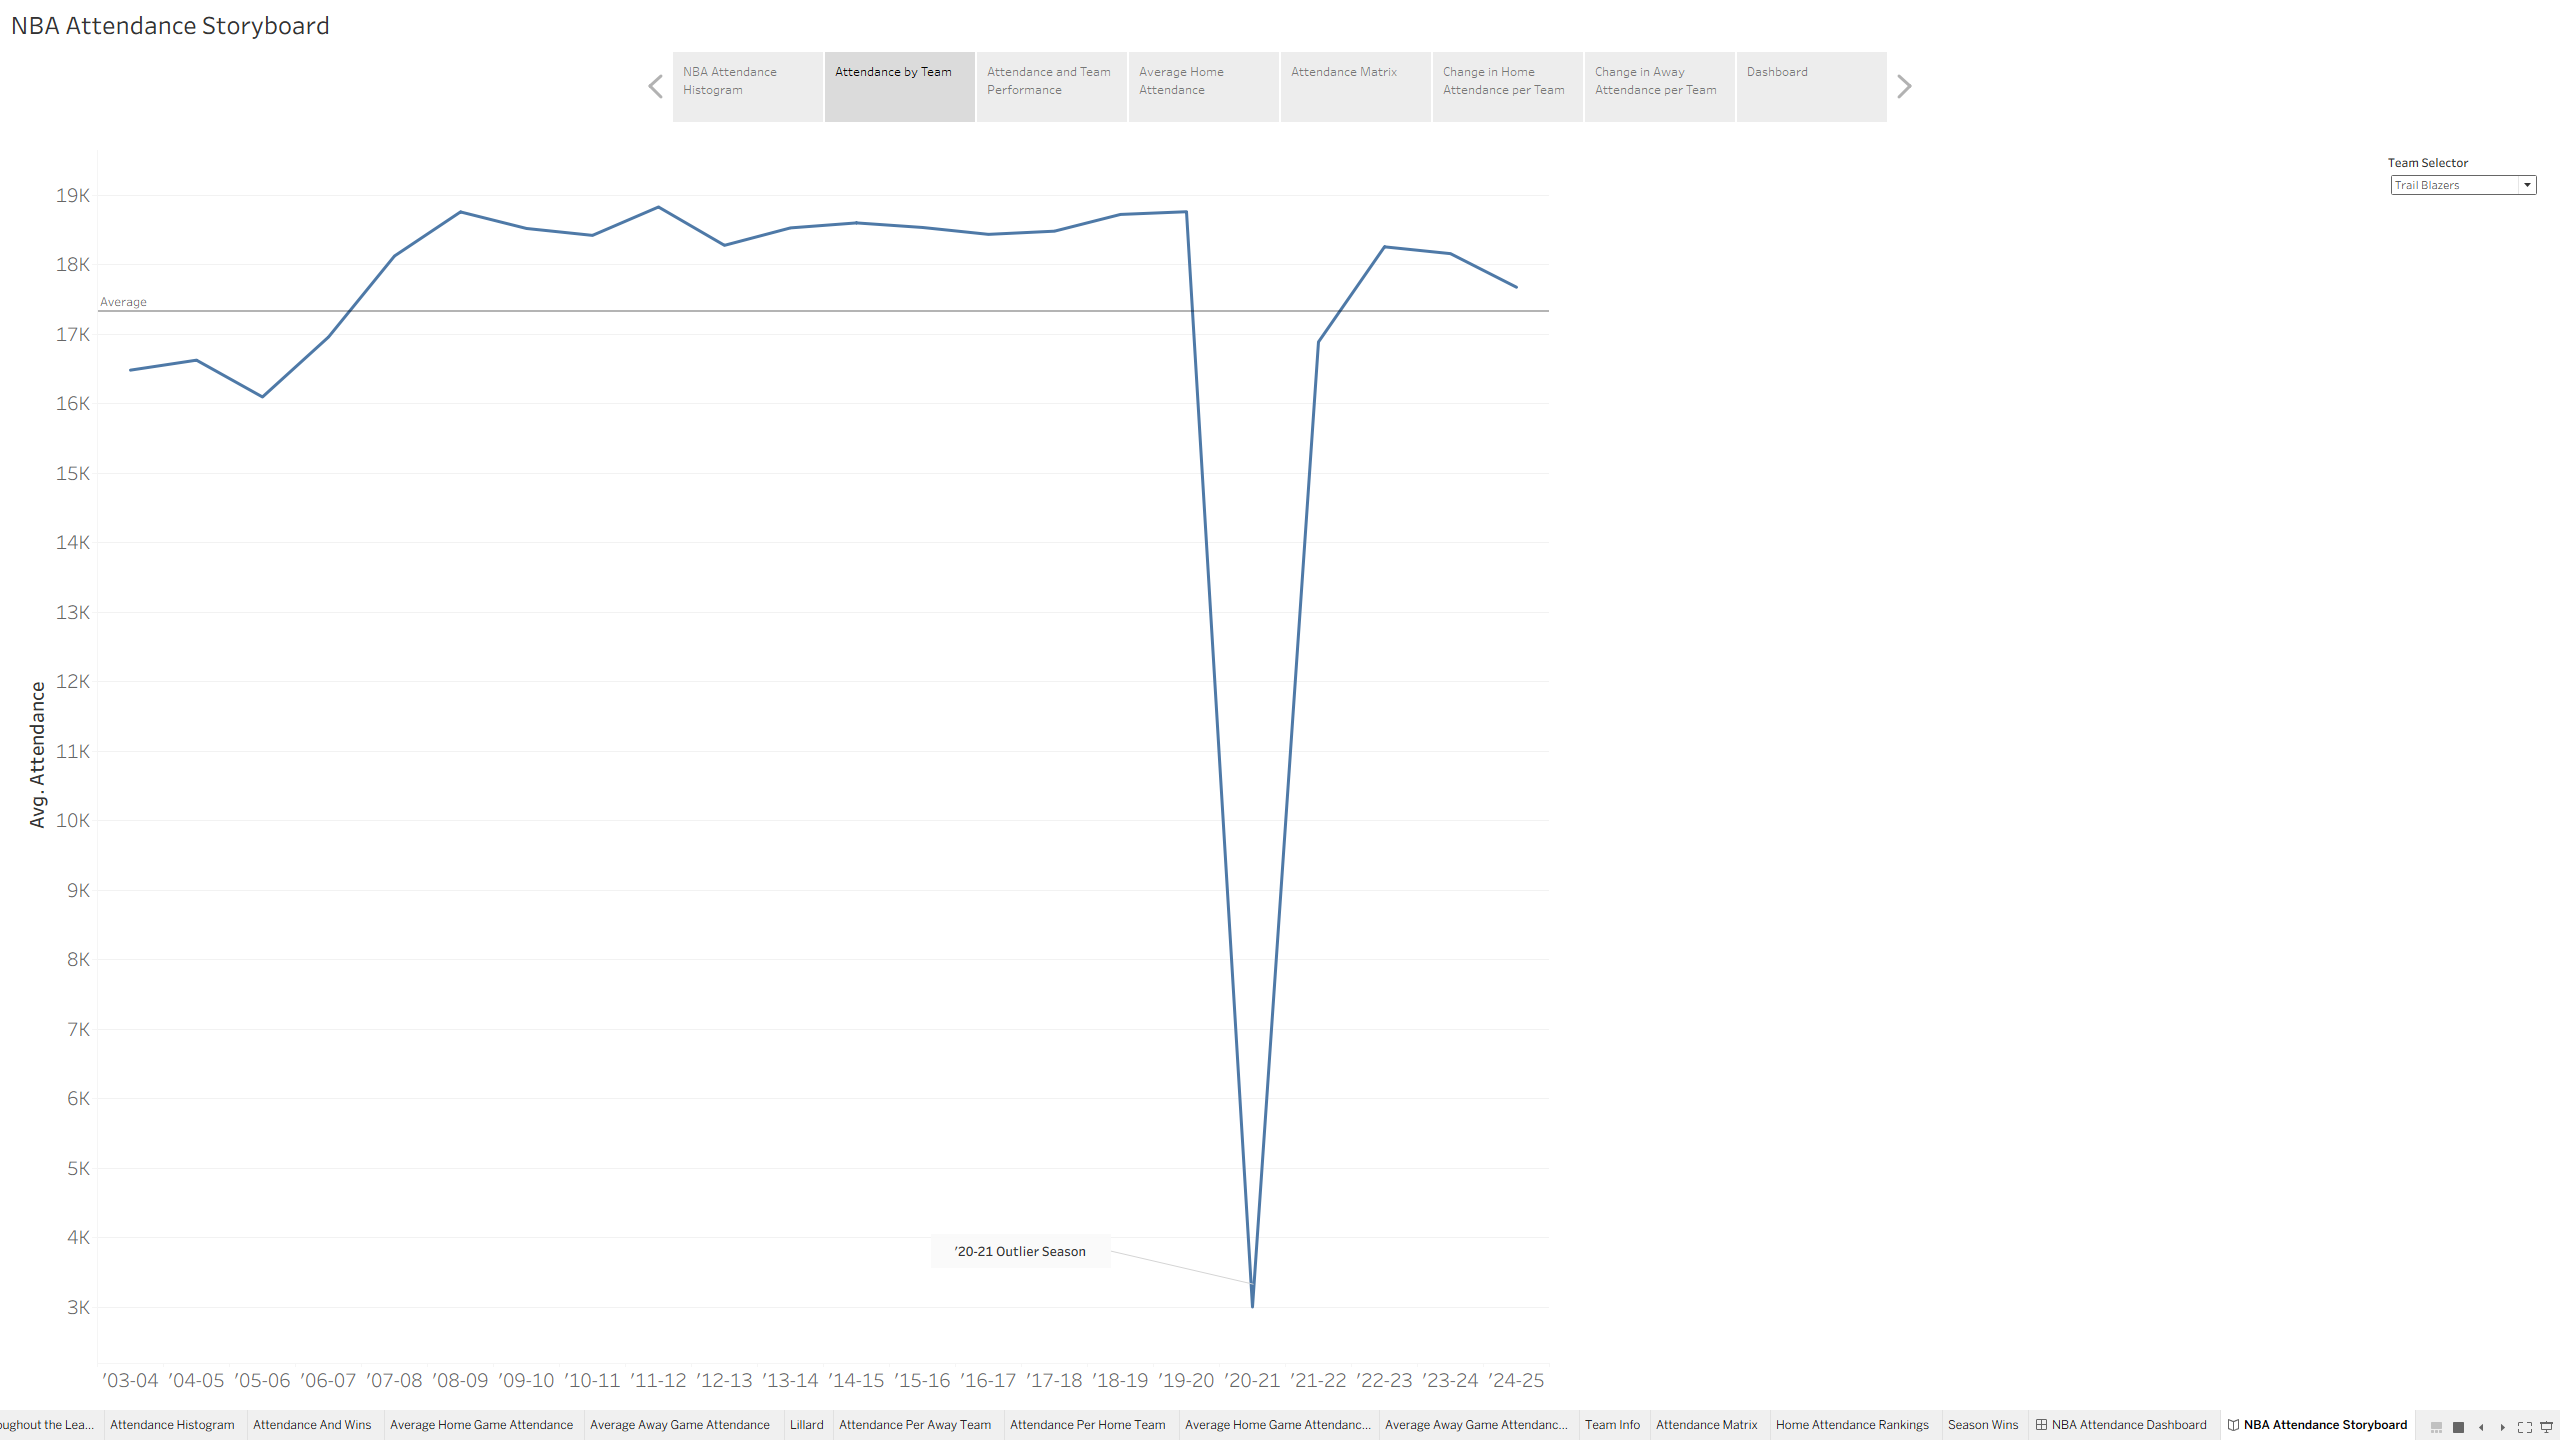 NBA Attendance Storyboard
NBA Attendance
Histogram
Attendance by Team
Attendance and Team
Performance
Average Home
Attendance
Attendance Matrix
Change in Home
Attendance per Team
Change in Away
Attendance per Team
Dashboard
Team Selector
Trail Blazers
Avg. Attendance
19K
18K
17K
16K
15K
14K
13K
12K
11K
10K
9K
8K
7K
6K
5K
4K
3K
Average
'20-21 Outlier Season
'03-04 '04-05 '05-06 '06-07 '07-08 '08-09 '09-10 '10-11 '11-12 '12-13 '13-14 '14-15 '15-16 '16-17 '17-18 '18-19 '19-20 '20-21 '21-22 '22-23 '23-24 '24-25
oughout the Lea... Attendance Histogram Attendance And Wins Average Home Game Attendance Average Away Game Attendance Lillard Attendance Per Away Team Attendance Per Home Team Average Home Game Attendanc... Average Away Game Attendanc... Team Info Attendance Matrix Home Attendance Rankings Season Wins NBA Attendance Dashboard NBA Attendance Storyboard